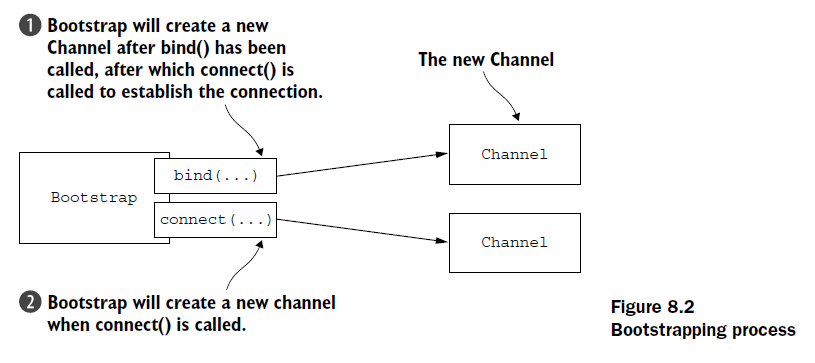 1 Bootstrap will create a new
Channel after bind() has been
called, after which connect() is
called to establish the connection.
The new Channel
Bootstrap
bind(...)
connect(...)
Channel
Channel
2 Bootstrap will create a new channel
when connect() is called.
Figure 8.2
Bootstrapping process